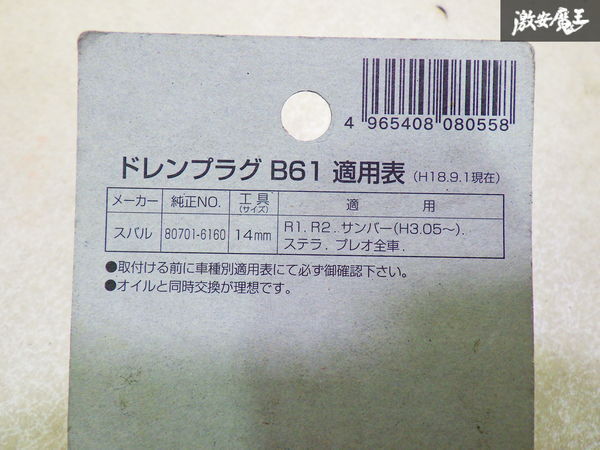 激安魔王
4 965408 080558
ドレンプラグ B61 適用表 (H18.9.1現在)
メーカー 純正NO. 工具(サイズ) 適用
スバル 80701-6160 14mm R1. R2. サンバー(H3.05〜).
ステラ. プレオ全車.
●取付ける前に車種別適用表にて必ず御確認下さい。
●オイルと同時交換が理想です。